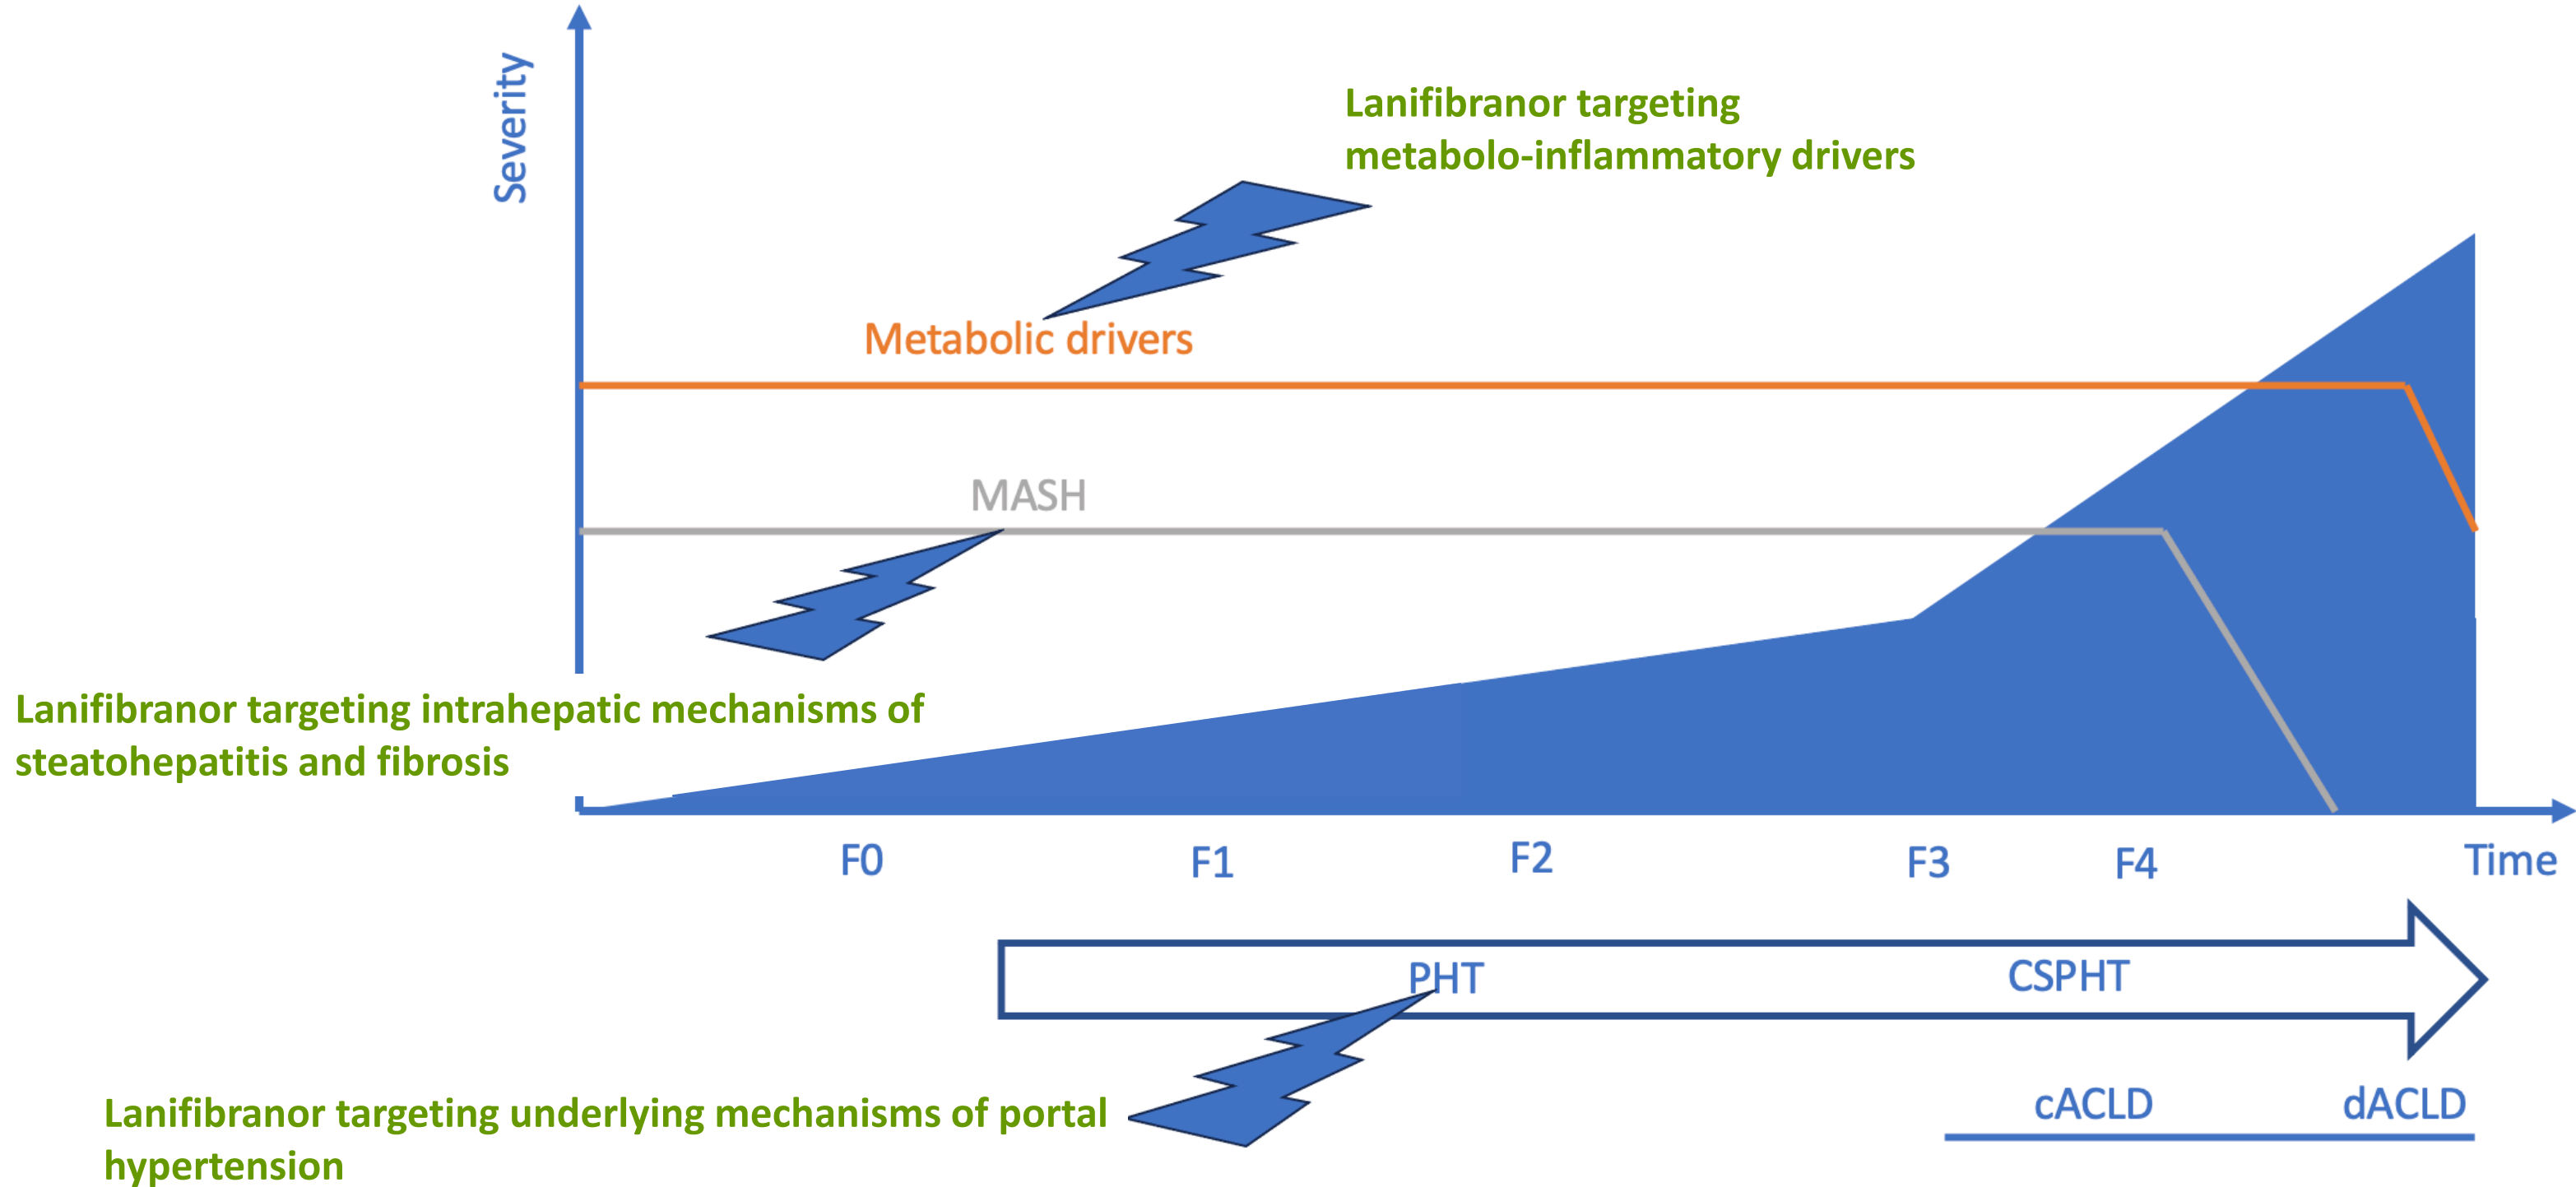 Severity
Lanifibranor targeting
metabolo-inflammatory drivers
Metabolic drivers
MASH
Lanifibranor targeting intrahepatic mechanisms of
steatohepatitis and fibrosis
F0 F1 F2 F3 F4 Time
PHT CSPHT
cACLD dACLD
Lanifibranor targeting underlying mechanisms of portal
hypertension